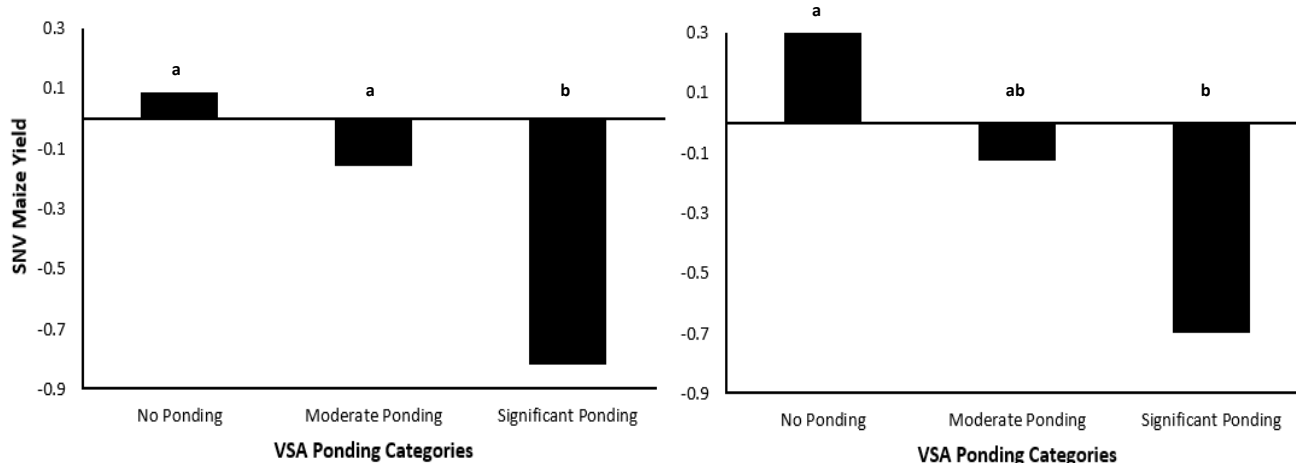 SNV Maize Yield
0.3
0.1
-0.1
-0.3
-0.5
-0.7
-0.9
a
a
b
No Ponding
Moderate Ponding
Significant Ponding
VSA Ponding Categories
0.3
0.1
-0.1
-0.3
-0.5
-0.7
-0.9
a
ab
b
No Ponding
Moderate Ponding
Significant Ponding
VSA Ponding Categories